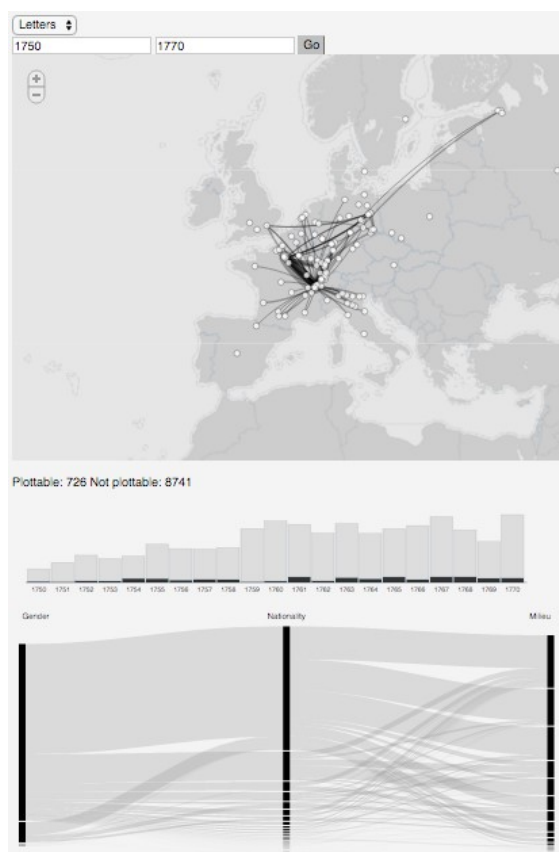 Letters
1750 1770 Go
+
−
Plottable: 726 Not plottable: 8741
1750 1751 1752 1753 1754 1755 1756 1757 1758 1759 1760 1761 1762 1763 1764 1765 1766 1767 1768 1769 1770
Gender Nationality Milieu